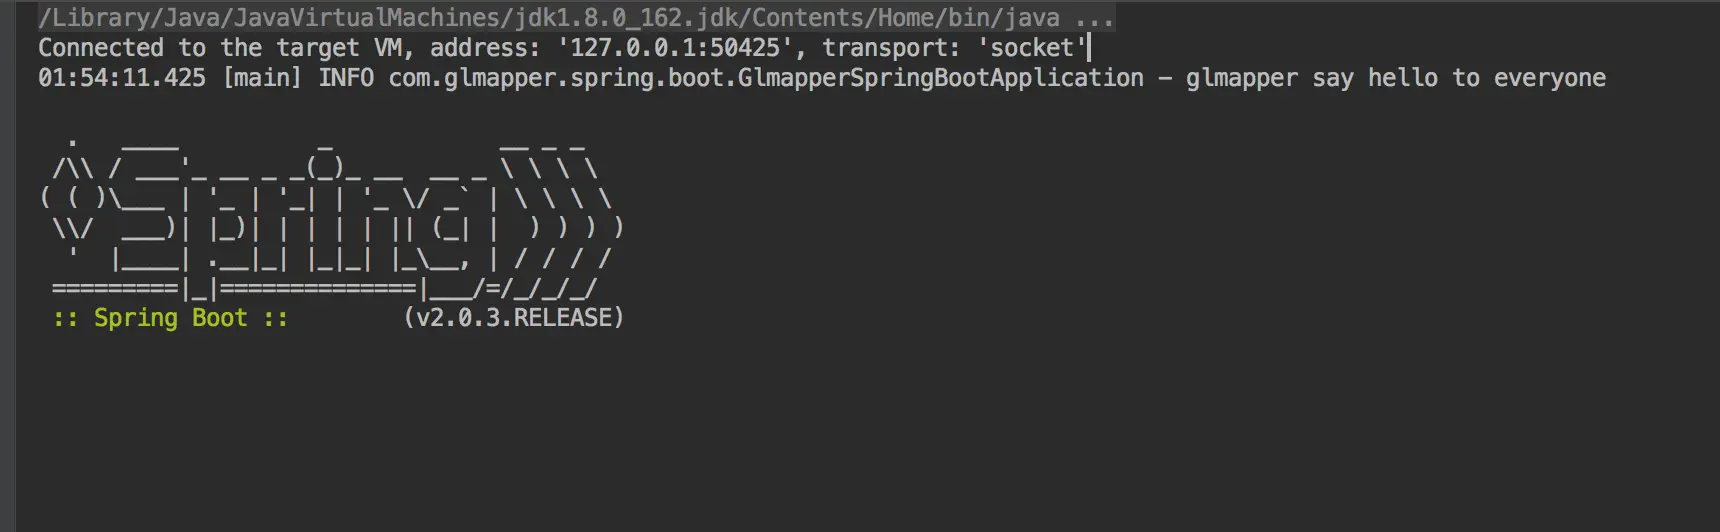 /Library/Java/JavaVirtualMachines/jdk1.8.0_162.jdk/Contents/Home/bin/java ...
Connected to the target VM, address: '127.0.0.1:50425', transport: 'socket'
01:54:11.425 [main] INFO com.glmapper.spring.boot.GlmapperSpringBootApplication - glmapper say hello to everyone
  .   ____          _            __ _ _
 /\\ / ___'_ __ _ _(_)_ __  __ _ \ \ \ \
( ( )\___ | '_ | '_| | '_ \/ _` | \ \ \ \
 \\/  ___)| |_)| | | | | || (_| |  ) ) ) )
  '  |____| .__|_| |_|_| |_\__, | / / / /
 =========|_|==============|___/=/_/_/_/
 :: Spring Boot ::        (v2.0.3.RELEASE)